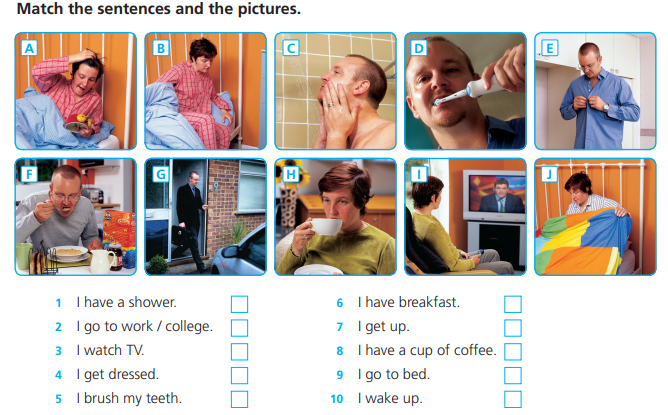 Match the sentences and the pictures.
A
B
C
D
E
F
G
H
I
J
1 I have a shower.
2 I go to work / college.
3 I watch TV.
4 I get dressed.
5 I brush my teeth.
6 I have breakfast.
7 I get up.
8 I have a cup of coffee.
9 I go to bed.
10 I wake up.